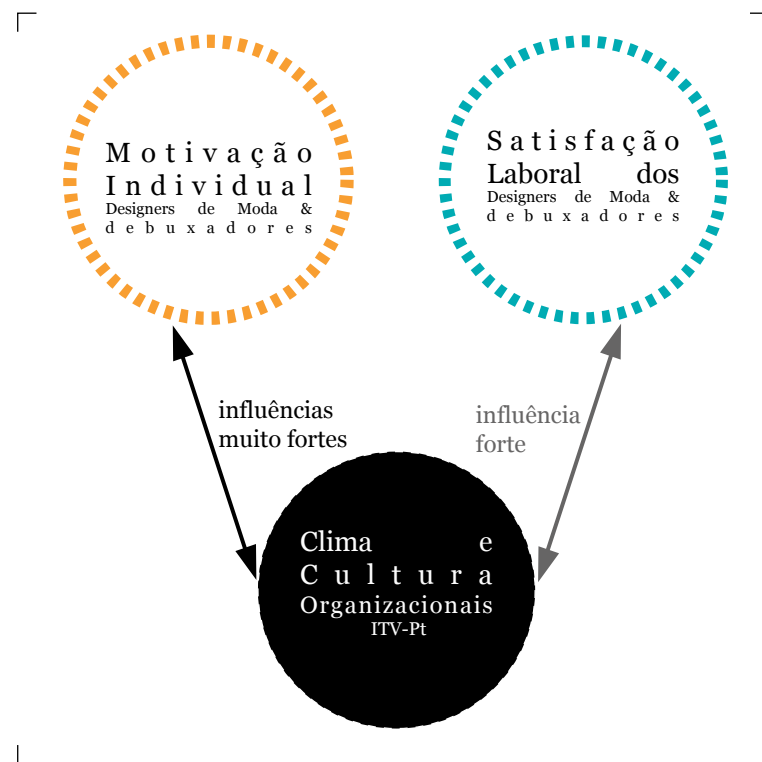 Motivação
Individual
Designers de Moda &
debuxadores
Satisfação
Laboral dos
Designers de Moda &
debuxadores
influências
muito fortes
influência
forte
Clima e
Cultura
Organizacionais
ITV-Pt